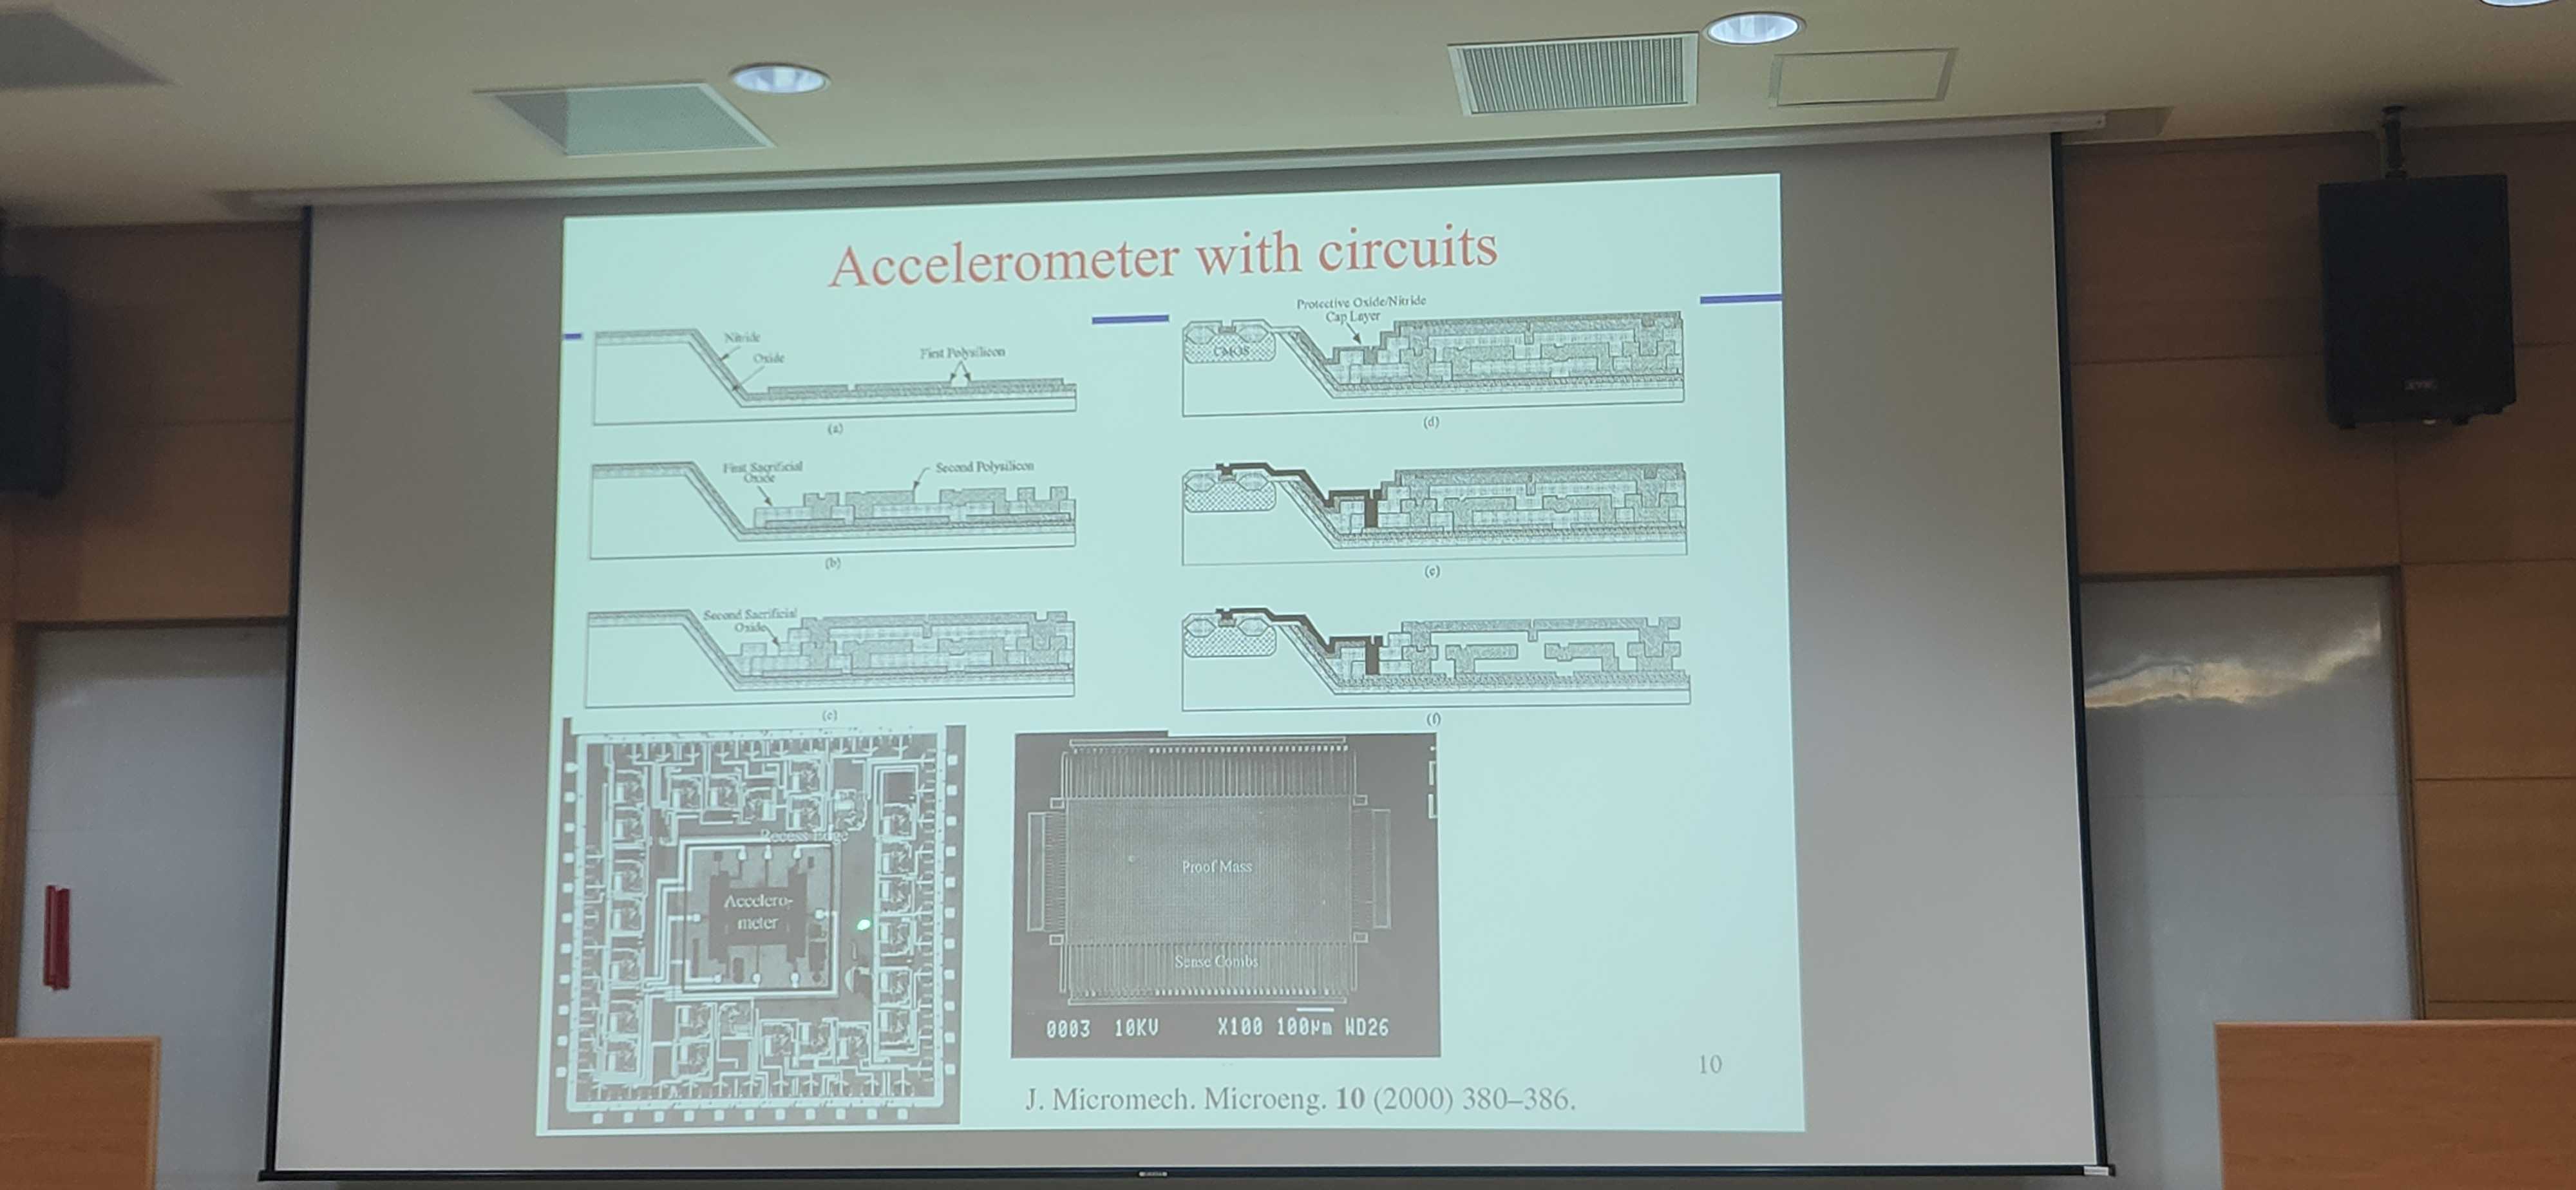 Accelerometer with circuits
Nitride
Oxide
First Polysilicon
(a)
First Sacrificial
Oxide
Second Polysilicon
(b)
Second Sacrificial
Oxide
(c)
Protective Oxide/Nitride
Cap Layer
CMOS
(d)
(e)
(f)
Recess Edge
Accelero-
meter
Proof Mass
Sense Combs
0003 10KV X100 100µm WD26
10
J. Micromech. Microeng. 10 (2000) 380–386.